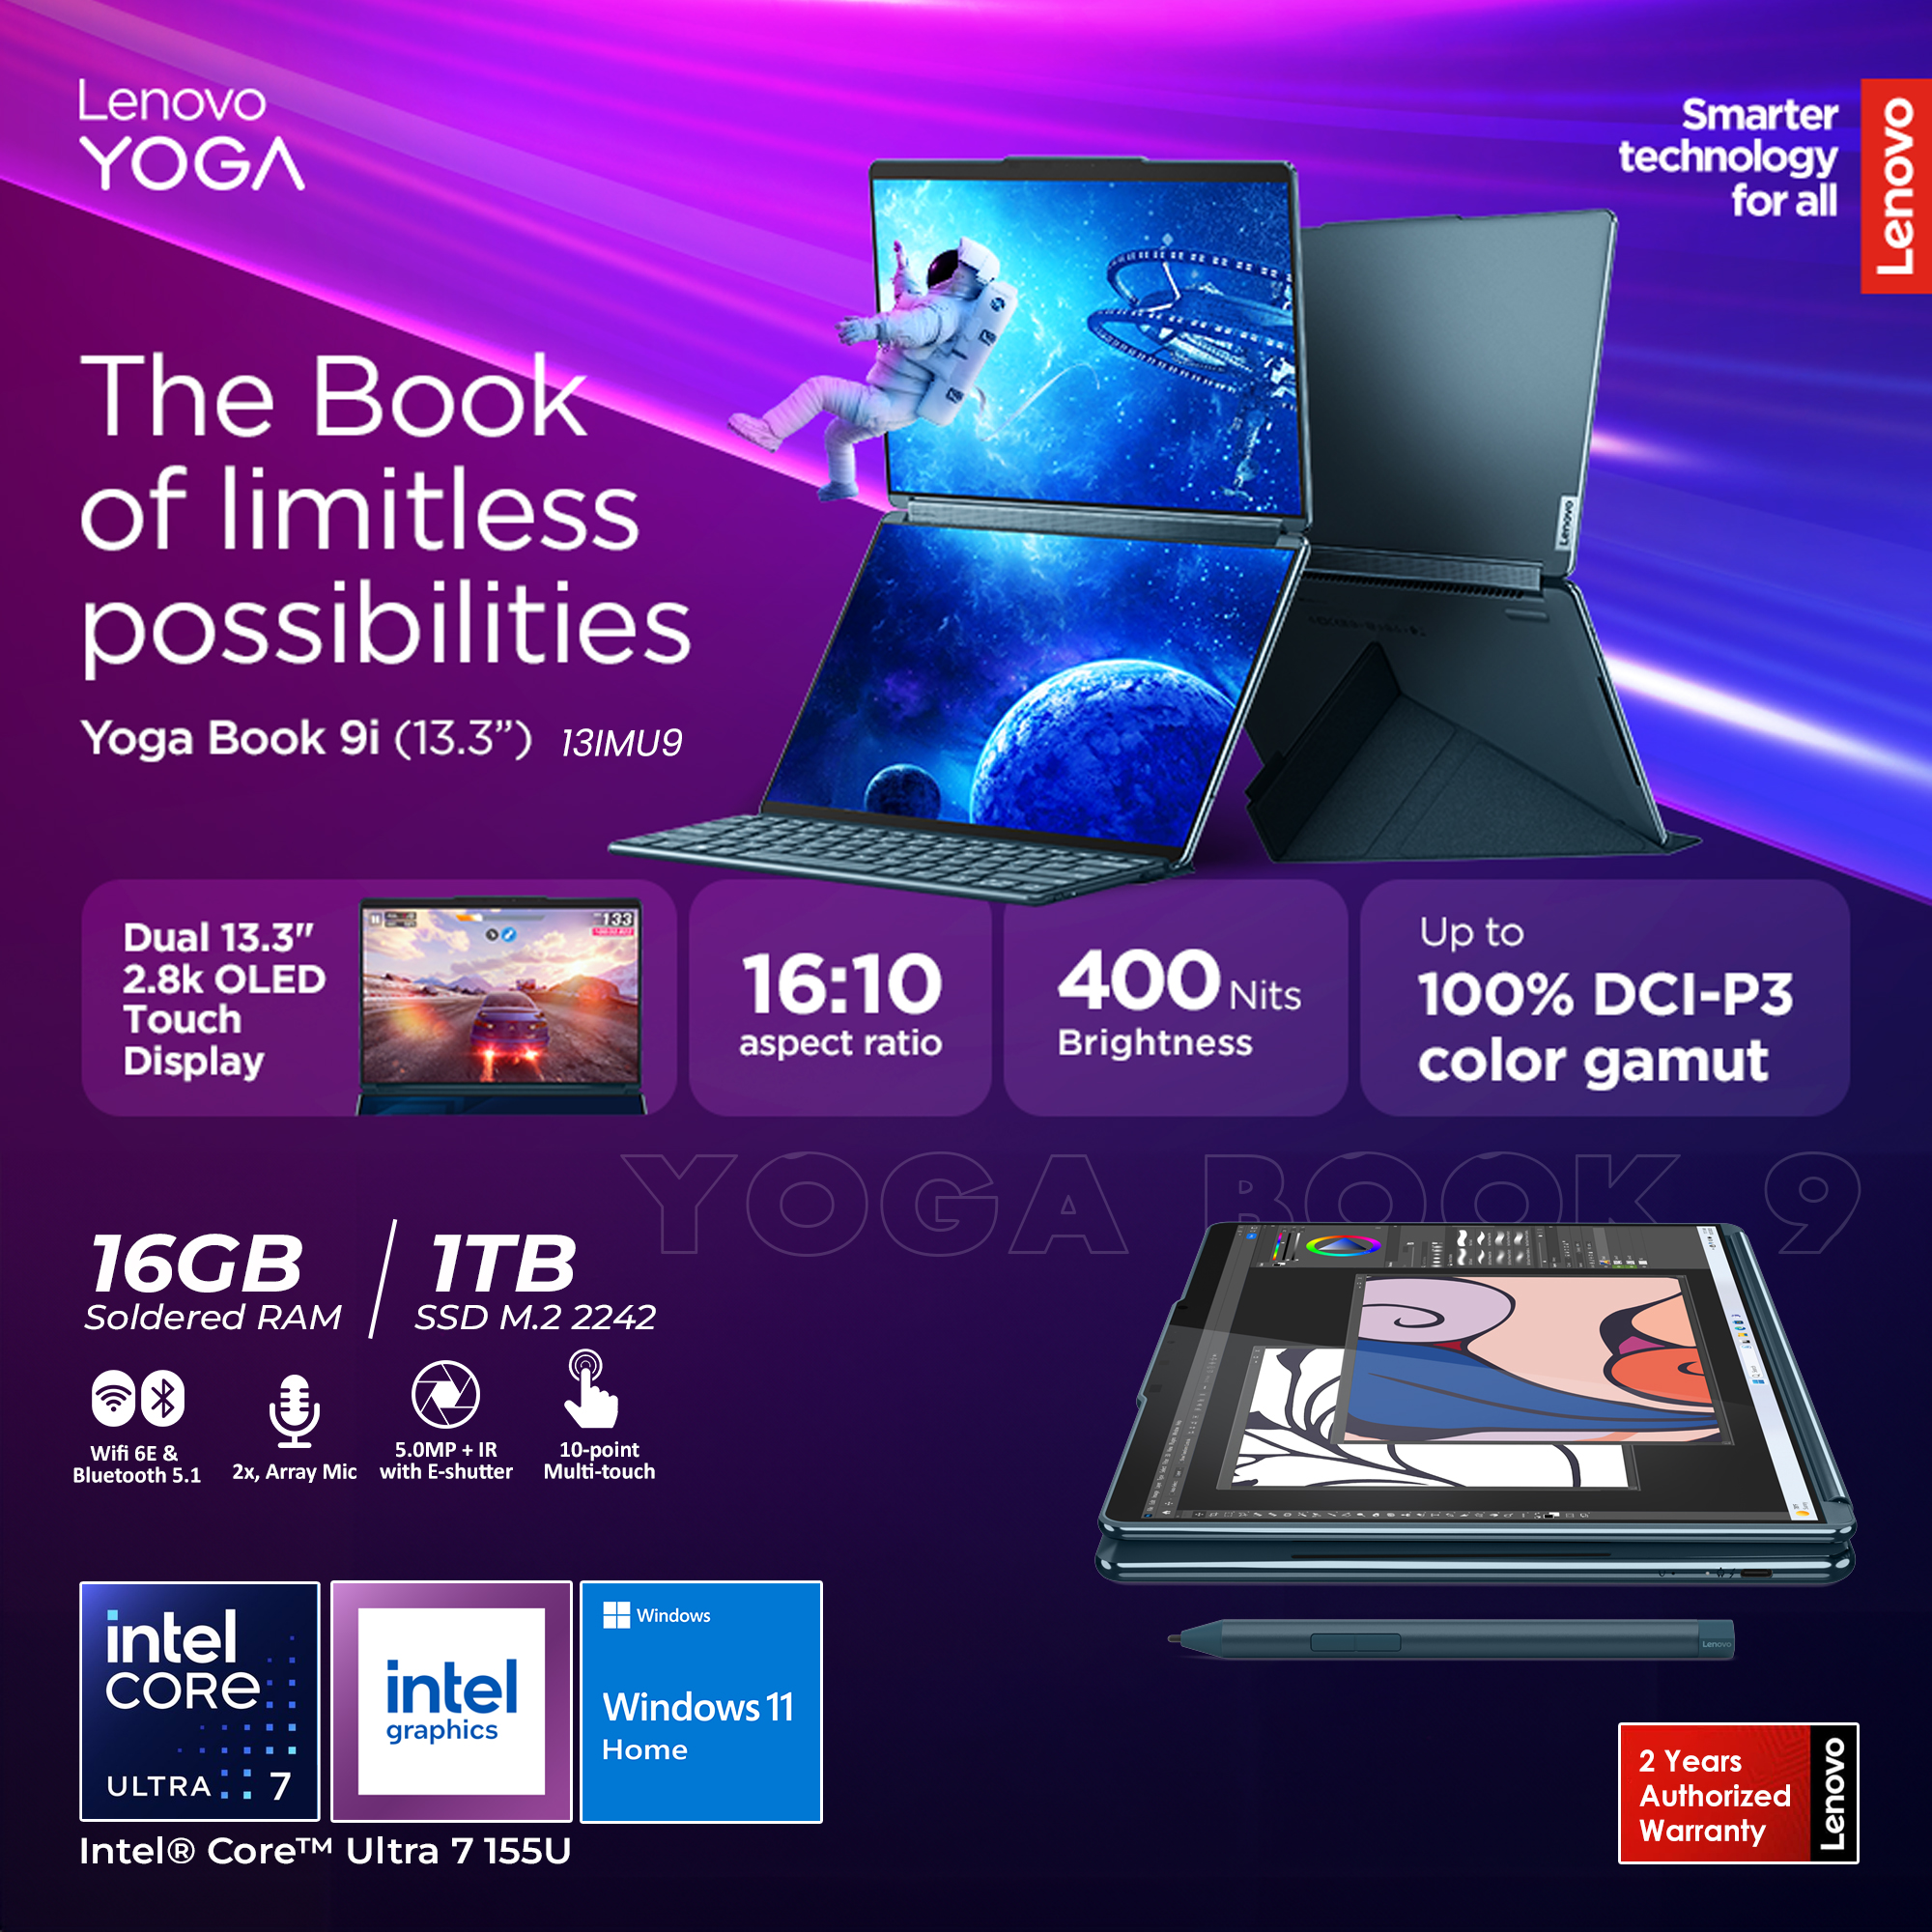 Lenovo
YOGA
Smarter
technology
for all
Lenovo
The Book
of limitless
possibilities
Yoga Book 9i (13.3”) 13IMU9
Lenovo
Dual 13.3"
2.8k OLED
Touch
Display
133
16:10
aspect ratio
400 Nits
Brightness
Up to
100% DCI-P3
color gamut
YOGA BOOK 9
16GB
Soldered RAM
1TB
SSD M.2 2242
Wifi 6E &
Bluetooth 5.1
2x, Array Mic
5.0MP + IR
with E-shutter
10-point
Multi-touch
intel
CORE
ULTRA 7
intel
graphics
Windows
Windows 11
Home
Intel® Core™ Ultra 7 155U
Lenovo
2 Years
Authorized
Warranty
Lenovo